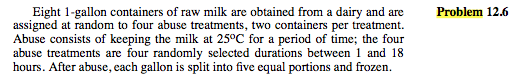 Eight 1-gallon containers of raw milk are obtained from a dairy and are
assigned at random to four abuse treatments, two containers per treatment.
Abuse consists of keeping the milk at 25ºC for a period of time; the four
abuse treatments are four randomly selected durations between 1 and 18
hours. After abuse, each gallon is split into five equal portions and frozen.
Problem 12.6